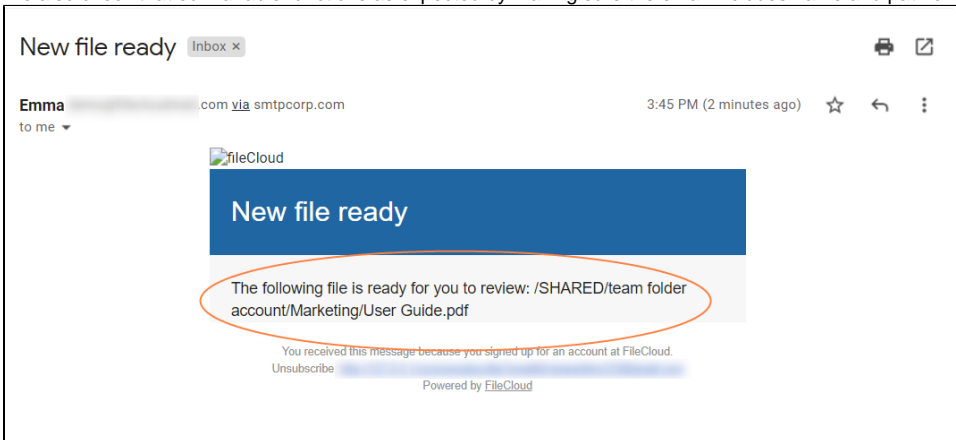 New file ready Inbox ×
Emma .com via smtpcorp.com 3:45 PM (2 minutes ago)
to me
fileCloud
New file ready
The following file is ready for you to review: /SHARED/team folder
account/Marketing/User Guide.pdf
You received this message because you signed up for an account at FileCloud.
Unsubscribe
Powered by FileCloud